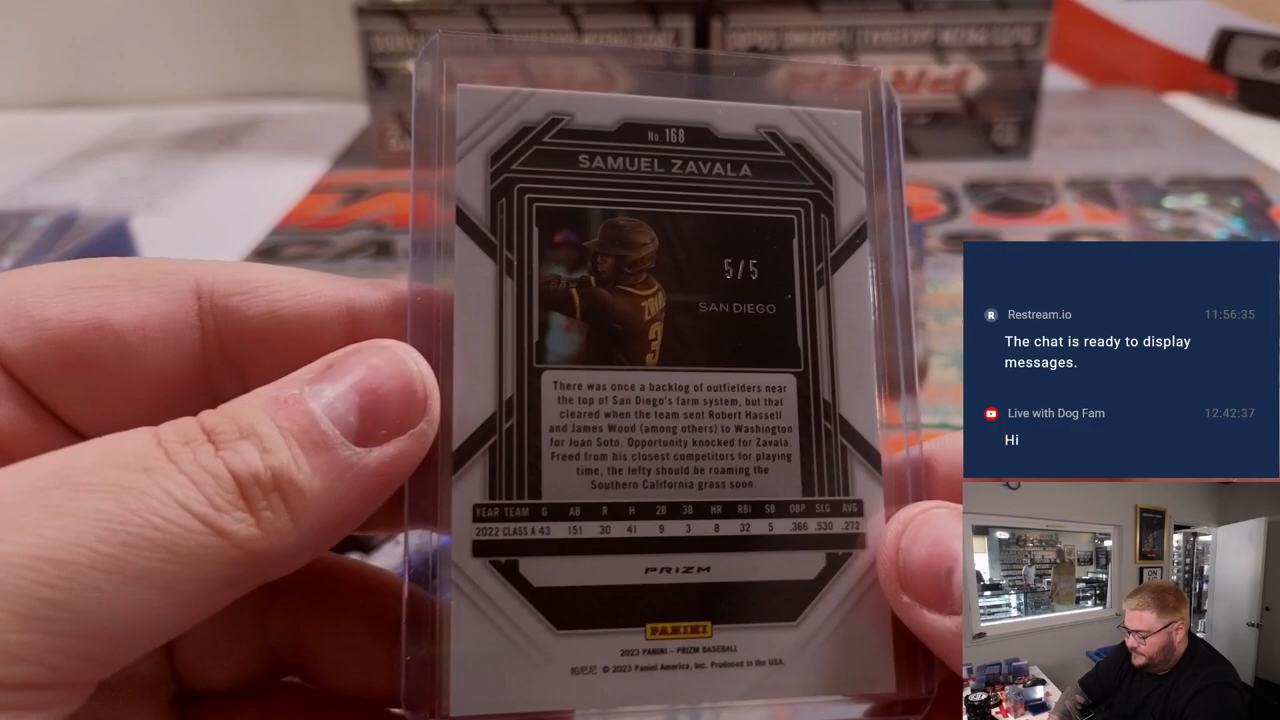 No 168
SAMUEL ZAVALA
5/5
SAN DIEGO
There was once a backlog of outfielders near
the top of San Diego's farm system, but that
cleared when the team sent Robert Hassell
and James Wood (among others) to Washington
for Juan Soto. Opportunity knocked for Zavala.
Freed from his closest competitors for playing
time, the lefty should be roaming the
Southern California grass soon.
YEAR TEAM G AB R H 2B 3B HR RBI SB OBP SLG AVG
2022 CLASS A 43 151 30 41 9 3 8 32 5 .366 .530 .272
PRIZM
PANINI
2023 PANINI – PRIZM BASEBALL
帕尼尼 © 2023 Panini America, Inc. Produced in the USA.
R Restream.io 11:56:35
The chat is ready to display
messages.
Live with Dog Fam 12:42:37
Hi